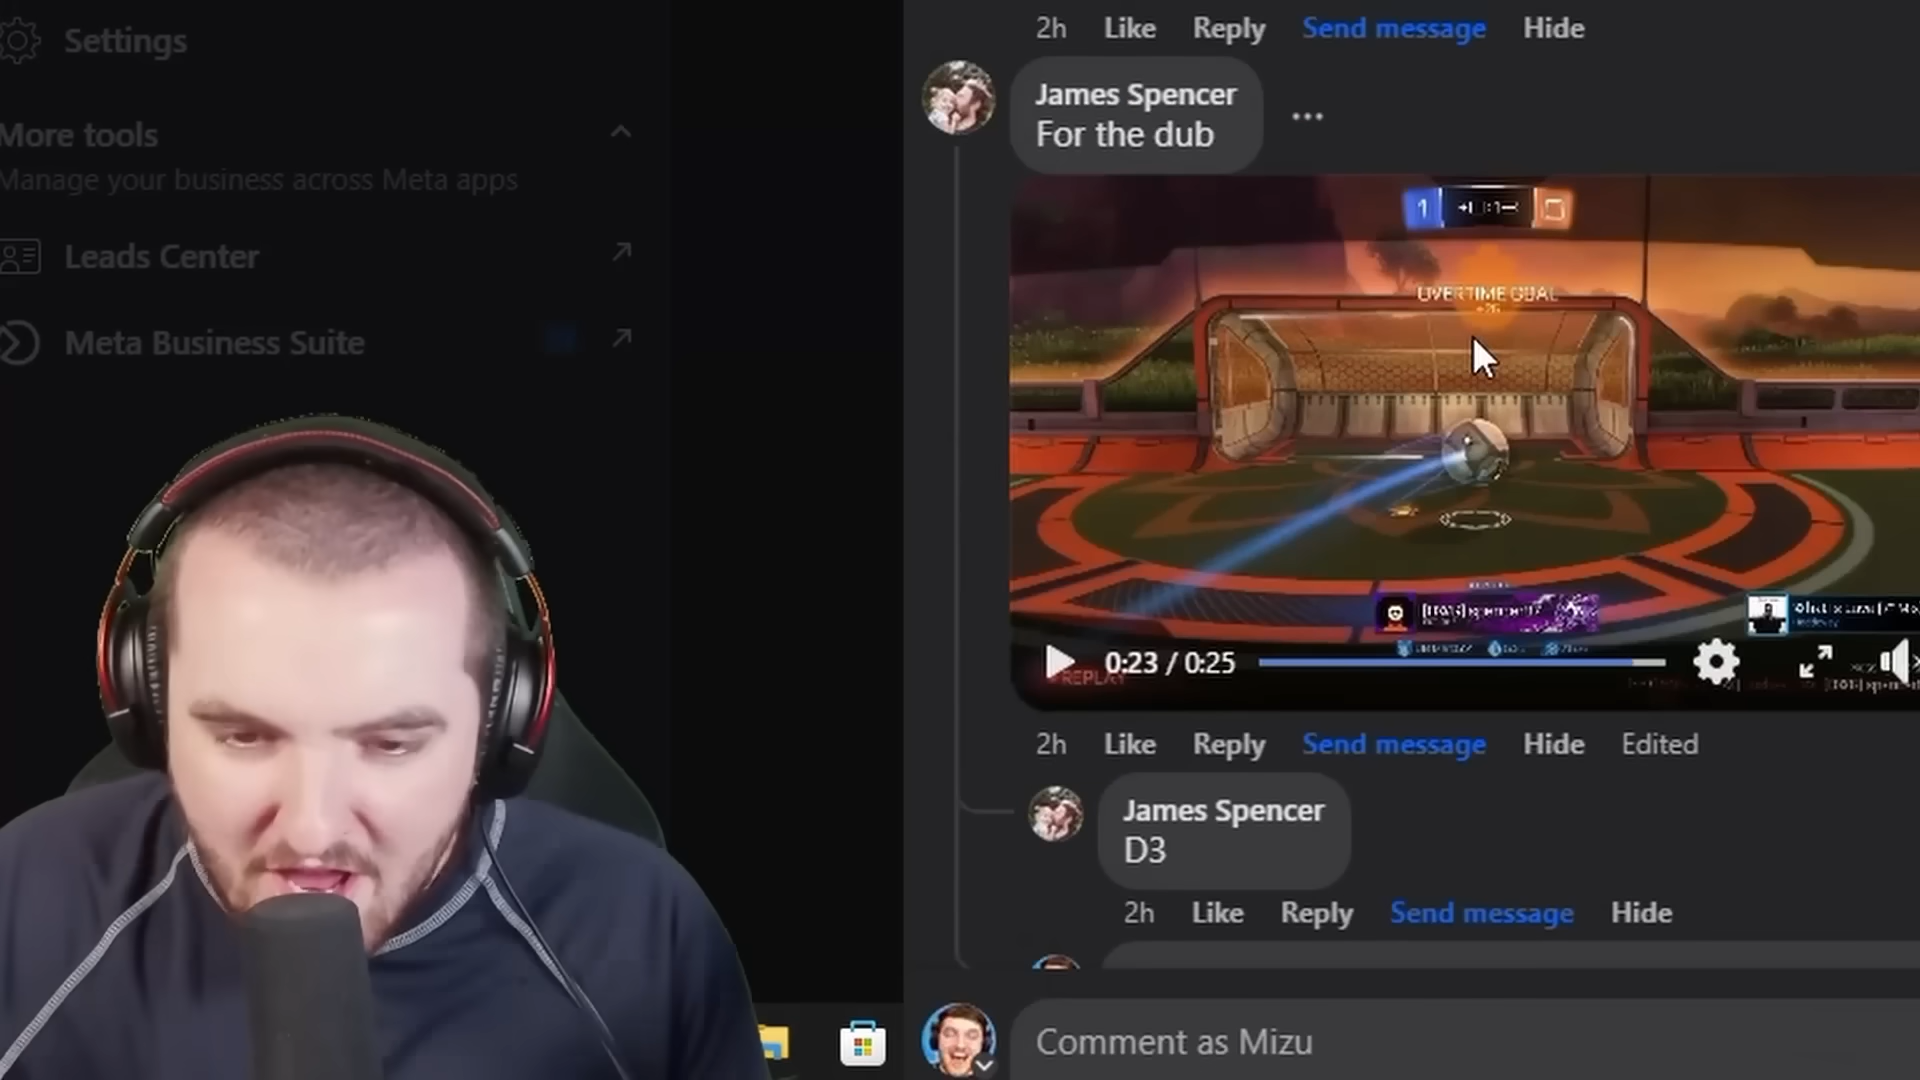 Settings
More tools
Manage your business across Meta apps
Leads Center
Meta Business Suite
2h Like Reply Send message Hide
James Spencer
For the dub
1
OVERTIME GOAL
0:23 / 0:25
REPLAY
2h Like Reply Send message Hide Edited
James Spencer
D3
2h Like Reply Send message Hide
Comment as Mizu